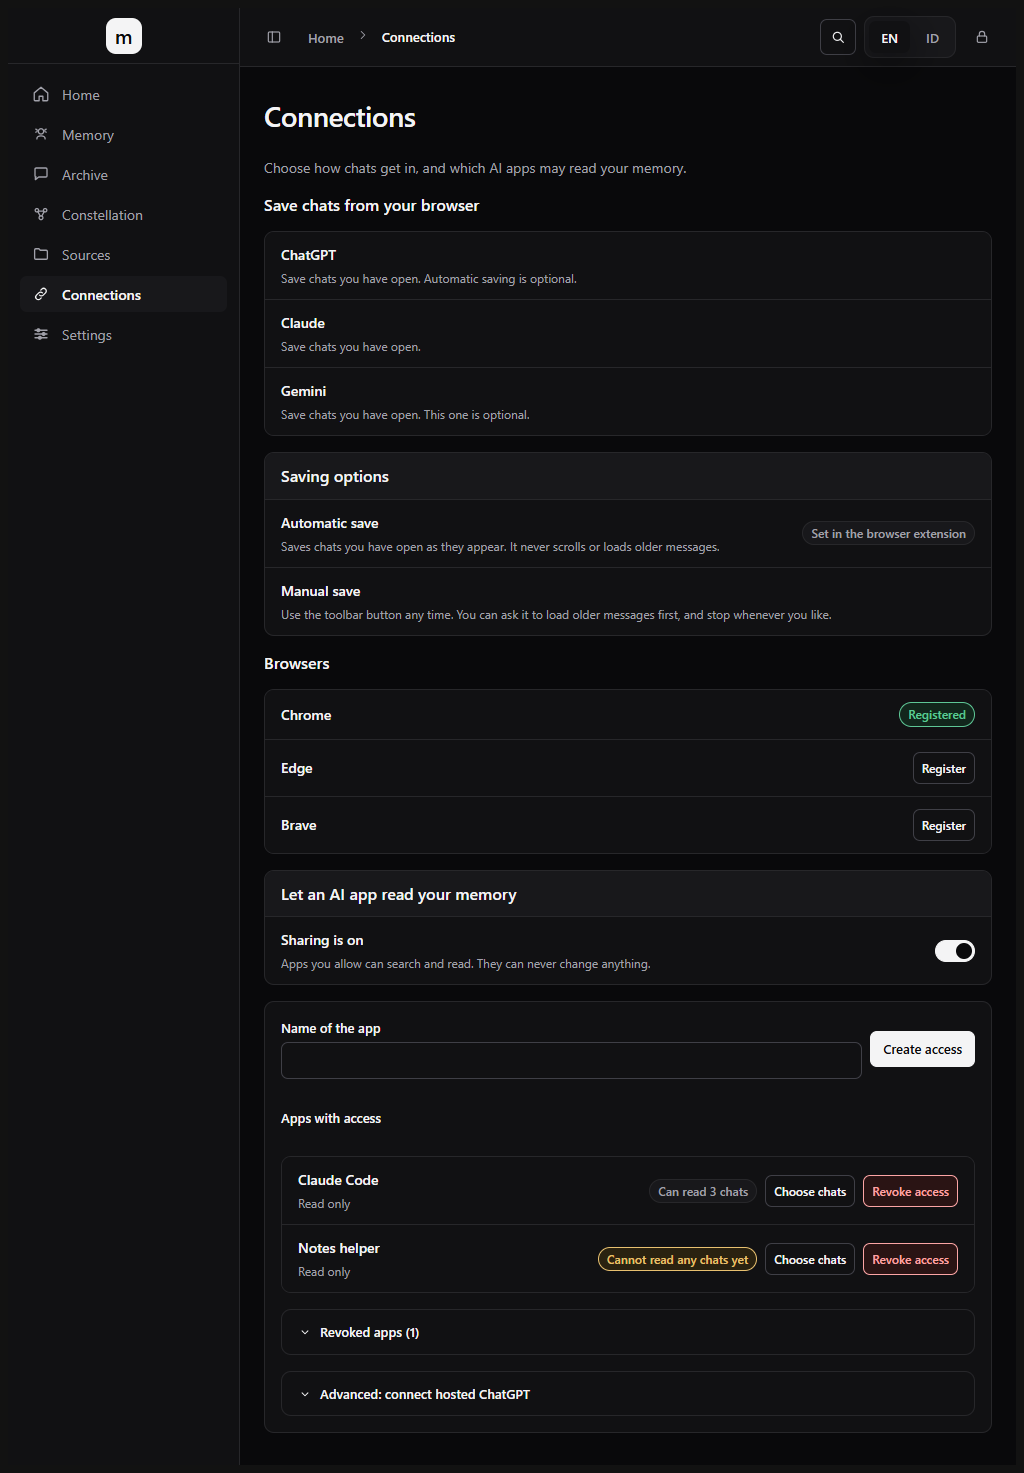 m
Home
Connections
EN
ID
Home
Memory
Archive
Constellation
Sources
Connections
Settings
Connections
Choose how chats get in, and which AI apps may read your memory.
Save chats from your browser
ChatGPT
Save chats you have open. Automatic saving is optional.
Claude
Save chats you have open.
Gemini
Save chats you have open. This one is optional.
Saving options
Automatic save
Saves chats you have open as they appear. It never scrolls or loads older messages.
Set in the browser extension
Manual save
Use the toolbar button any time. You can ask it to load older messages first, and stop whenever you like.
Browsers
Chrome
Registered
Edge
Register
Brave
Register
Let an AI app read your memory
Sharing is on
Apps you allow can search and read. They can never change anything.
Name of the app
Create access
Apps with access
Claude Code
Read only
Can read 3 chats
Choose chats
Revoke access
Notes helper
Read only
Cannot read any chats yet
Choose chats
Revoke access
Revoked apps (1)
Advanced: connect hosted ChatGPT